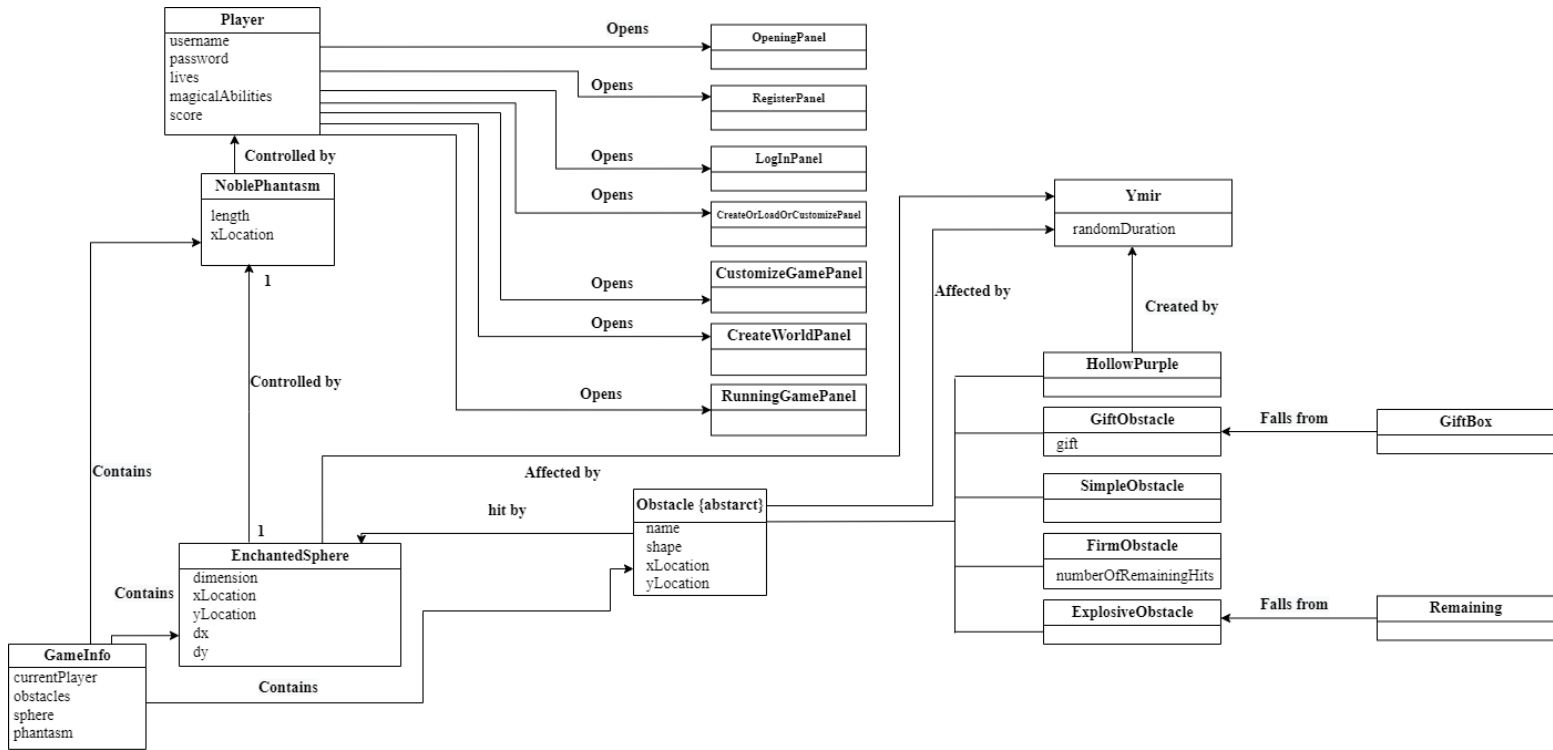 Player
username
password
lives
magicalAbilities
score
Opens
OpeningPanel
Opens
RegisterPanel
Opens
LogInPanel
Opens
CreateOrLoadOrCustomizePanel
Opens
CustomizeGamePanel
Opens
CreateWorldPanel
Opens
RunningGamePanel
Controlled by
NoblePhantasm
length
xLocation
1
Controlled by
1
Contains
EnchantedSphere
dimension
xLocation
yLocation
dx
dy
Contains
GameInfo
currentPlayer
obstacles
sphere
phantasm
Contains
Affected by
hit by
Obstacle {abstarct}
name
shape
xLocation
yLocation
Affected by
Ymir
randomDuration
Created by
HollowPurple
GiftObstacle
gift
Falls from
GiftBox
SimpleObstacle
FirmObstacle
numberOfRemainingHits
ExplosiveObstacle
Falls from
Remaining